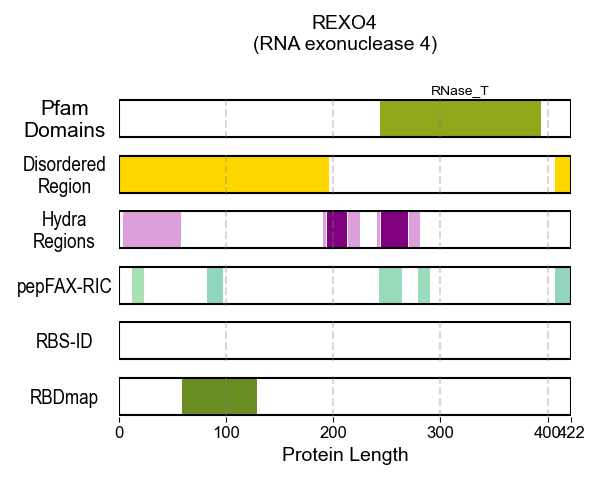 REXO4
(RNA exonuclease 4)
RNase_T
Pfam
Domains
Disordered
Region
Hydra
Regions
pepFAX-RIC
RBS-ID
RBDmap
0 100 200 300 400 422
Protein Length